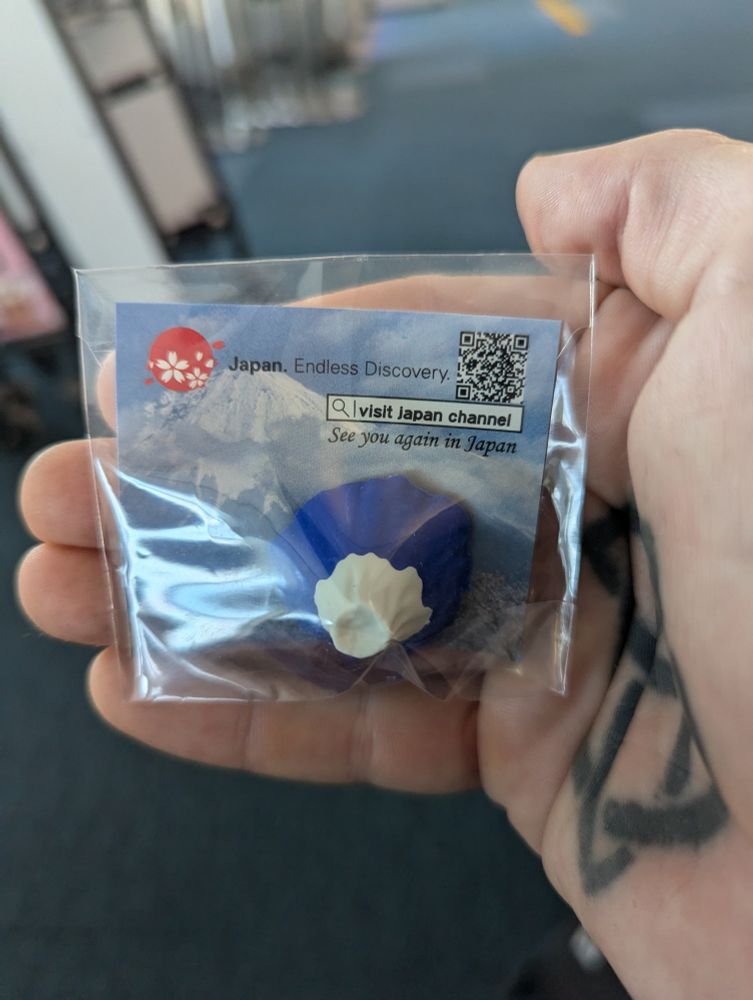 Japan. Endless Discovery.
visit japan channel
See you again in Japan